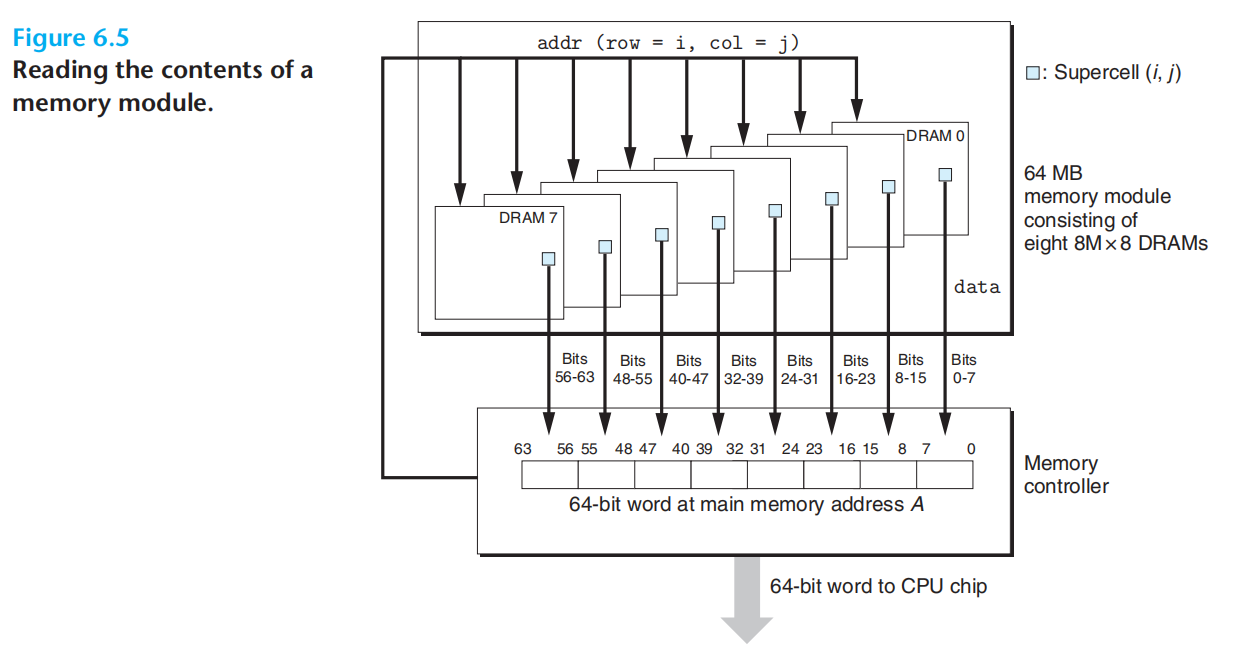 Figure 6.5
Reading the contents of a
memory module.
addr (row = i, col = j)
: Supercell (i, j)
DRAM 0
DRAM 7
64 MB
memory module
consisting of
eight 8M×8 DRAMs
data
Bits
56-63
Bits
48-55
Bits
40-47
Bits
32-39
Bits
24-31
Bits
16-23
Bits
8-15
Bits
0-7
63 56 55 48 47 40 39 32 31 24 23 16 15 8 7 0
64-bit word at main memory address A
Memory
controller
64-bit word to CPU chip